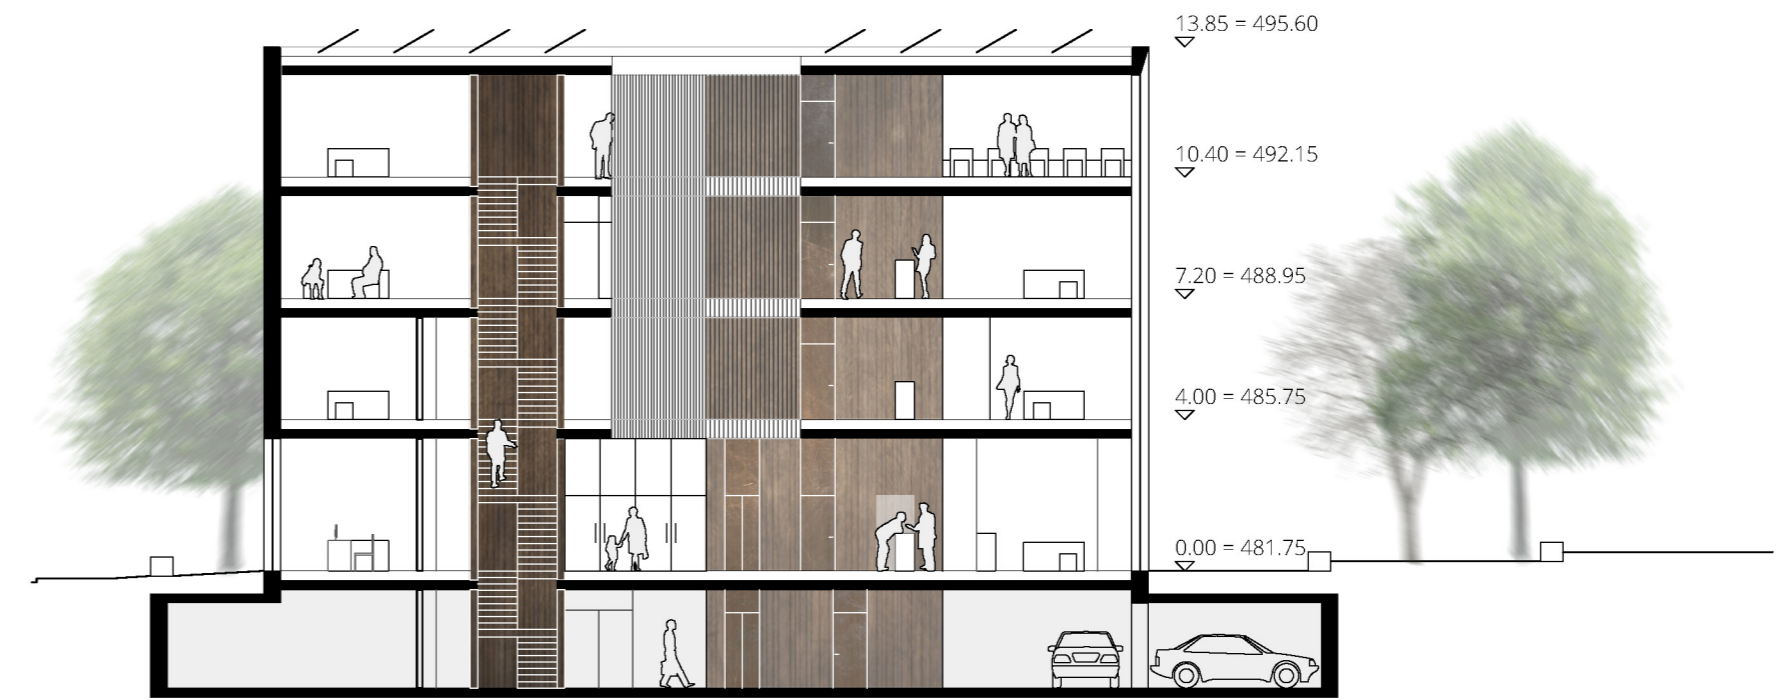 13.85 = 495.60
10.40 = 492.15
7.20 = 488.95
4.00 = 485.75
0.00 = 481.75